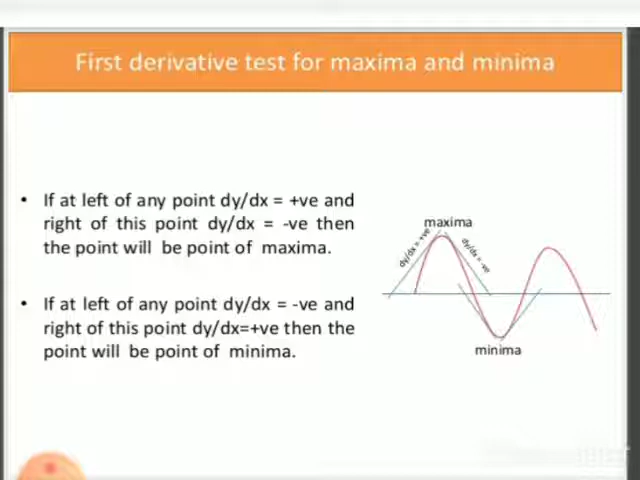 First derivative test for maxima and minima
• If at left of any point dy/dx = +ve and
right of this point dy/dx = -ve then
the point will be point of maxima.
• If at left of any point dy/dx = -ve and
right of this point dy/dx=+ve then the
point will be point of minima.
maxima
dy/dx = +ve
dy/dx = -ve
minima